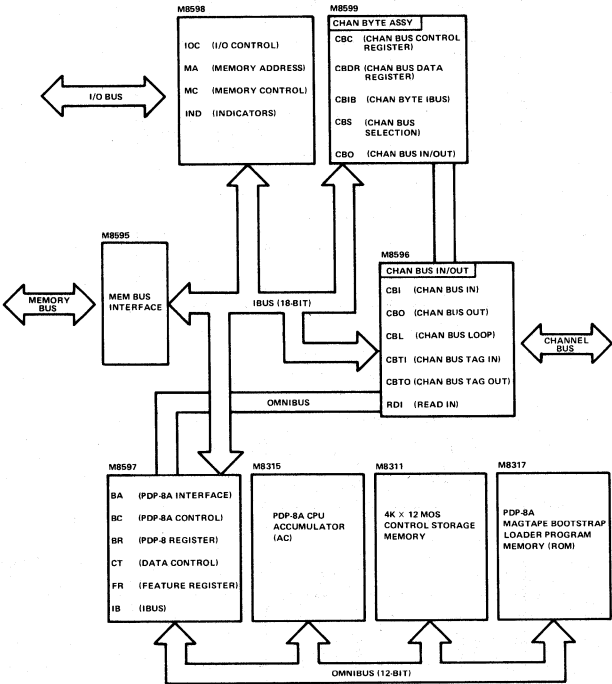 M8598
IOC (I/O CONTROL)
MA (MEMORY ADDRESS)
MC (MEMORY CONTROL)
IND (INDICATORS)
M8599
CHAN BYTE ASSY
CBC (CHAN BUS CONTROL
REGISTER)
CBDR (CHAN BUS DATA
REGISTER)
CBIB (CHAN BYTE IBUS)
CBS (CHAN BUS
SELECTION)
CBO (CHAN BUS IN/OUT)
I/O BUS
M8595
MEM BUS
INTERFACE
MEMORY
BUS
IBUS (18-BIT)
M8596
CHAN BUS IN/OUT
CBI (CHAN BUS IN)
CBO (CHAN BUS OUT)
CBL (CHAN BUS LOOP)
CBTI (CHAN BUS TAG IN)
CBTO (CHAN BUS TAG OUT)
RDI (READ IN)
CHANNEL
BUS
OMNIBUS
M8597
BA (PDP-8A INTERFACE)
BC (PDP-8A CONTROL)
BR (PDP-8 REGISTER)
CT (DATA CONTROL)
FR (FEATURE REGISTER)
IB (IBUS)
M8315
PDP-8A CPU
ACCUMULATOR
(AC)
M8311
4K × 12 MOS
CONTROL STORAGE
MEMORY
M8317
PDP-8A
MAGTAPE BOOTSTRAP
LOADER PROGRAM
MEMORY (ROM)
OMNIBUS (12-BIT)